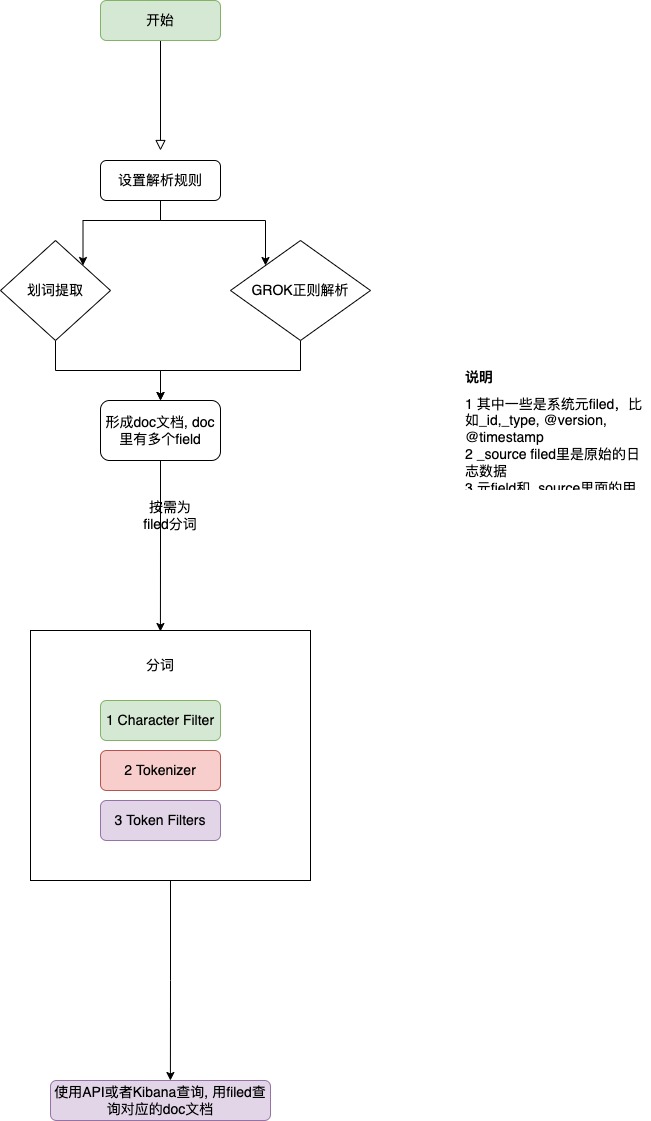 开始
设置解析规则
划词提取
GROK正则解析
形成doc文档, doc
里有多个field
说明
1 其中一些是系统元filed，比
如_id,_type, @version,
@timestamp
2 _source filed里是原始的日
志数据
3 元field和_source里面的用
按需为
filed分词
分词
1 Character Filter
2 Tokenizer
3 Token Filters
使用API或者Kibana查询, 用filed查
询对应的doc文档